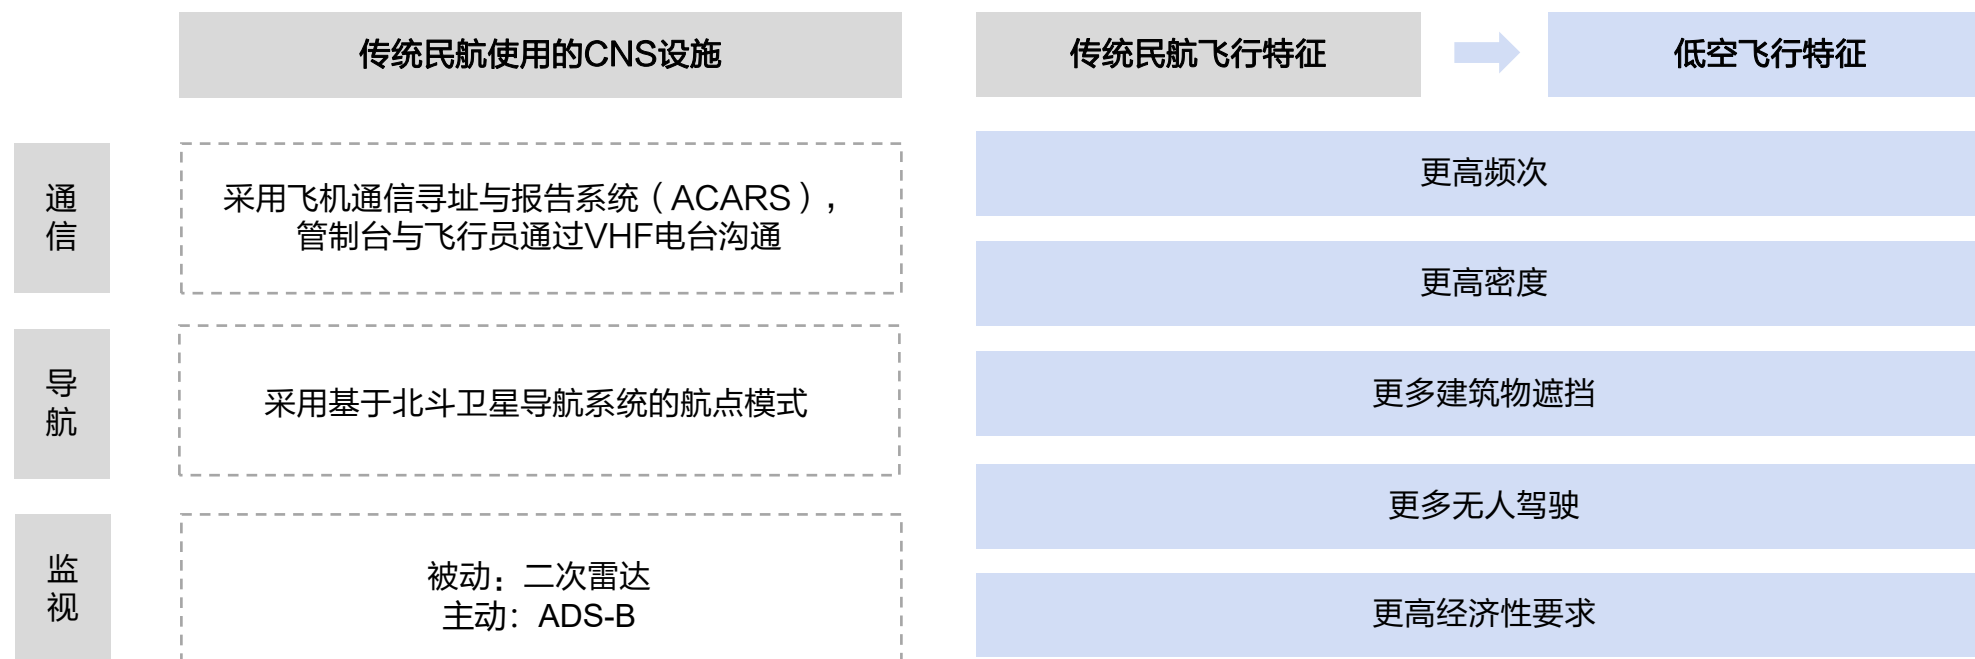 传统民航使用的CNS设施
传统民航飞行特征
低空飞行特征
通
信
采用飞机通信寻址与报告系统（ACARS），
管制台与飞行员通过VHF电台沟通
导
航
采用基于北斗卫星导航系统的航点模式
监
视
被动：二次雷达
主动：ADS-B
更高频次
更高密度
更多建筑物遮挡
更多无人驾驶
更高经济性要求